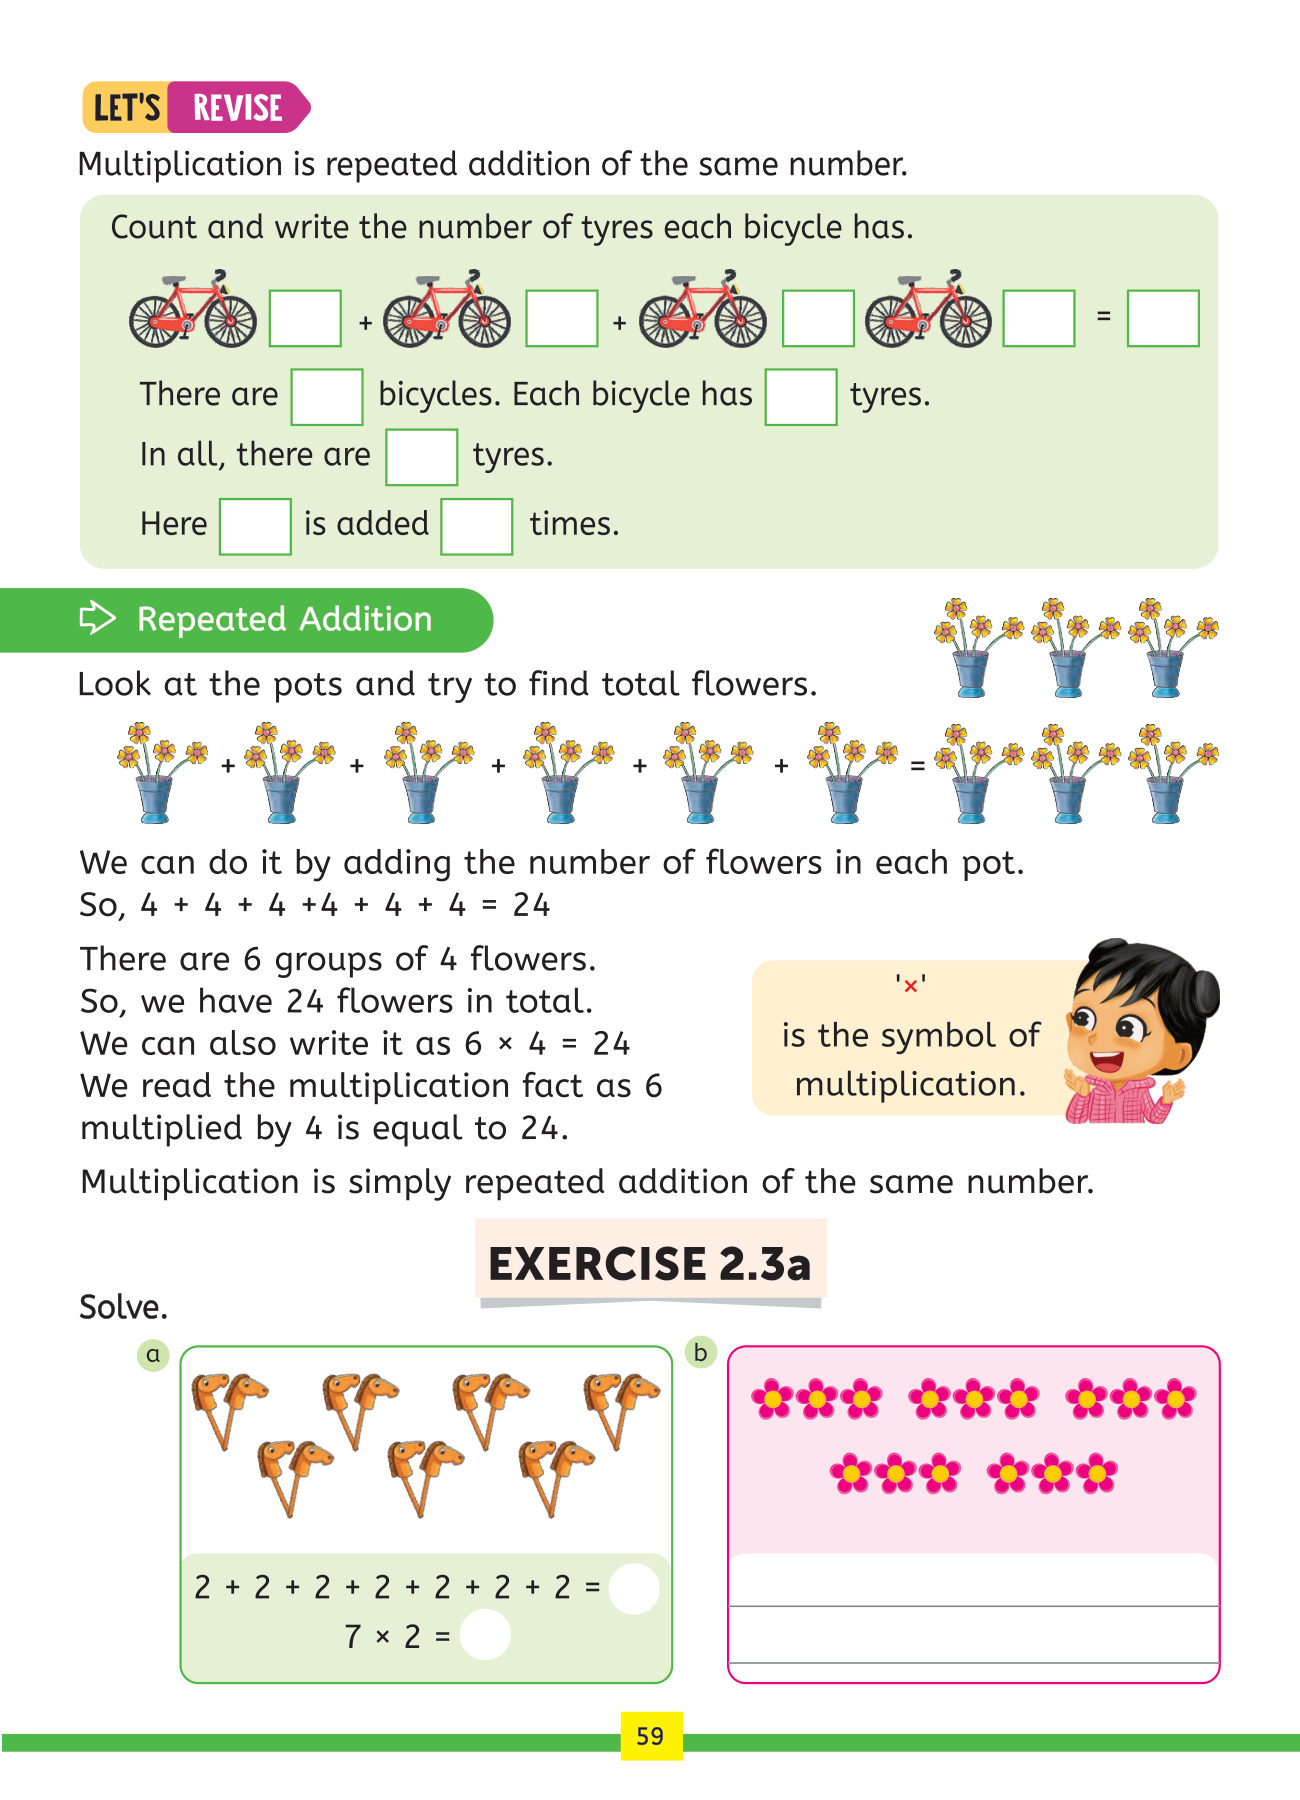 LET'S REVISE
Multiplication is repeated addition of the same number.
Count and write the number of tyres each bicycle has.
+ + =
There are bicycles. Each bicycle has tyres.
In all, there are tyres.
Here is added times.
Repeated Addition
Look at the pots and try to find total flowers.
+ + + + + =
We can do it by adding the number of flowers in each pot.
So, 4 + 4 + 4 +4 + 4 + 4 = 24
There are 6 groups of 4 flowers.
So, we have 24 flowers in total.
We can also write it as 6 × 4 = 24
We read the multiplication fact as 6
multiplied by 4 is equal to 24.
'×'
is the symbol of
multiplication.
Multiplication is simply repeated addition of the same number.
EXERCISE 2.3a
Solve.
a
2 + 2 + 2 + 2 + 2 + 2 + 2 =
7 × 2 =
b
59